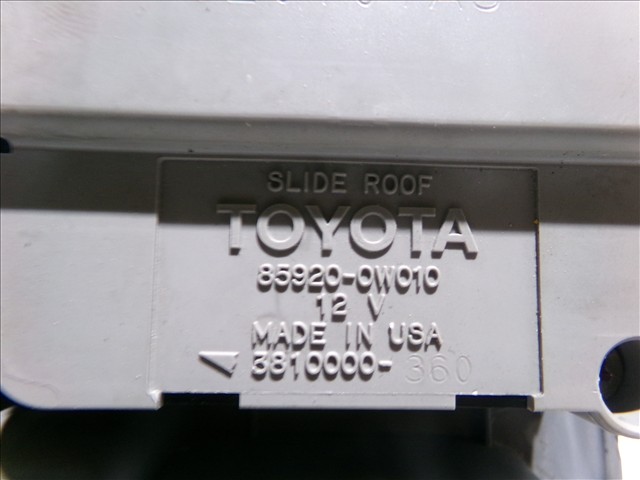 SLIDE ROOF
TOYOTA
85920-0W010
12 V
MADE IN USA
3810000-360